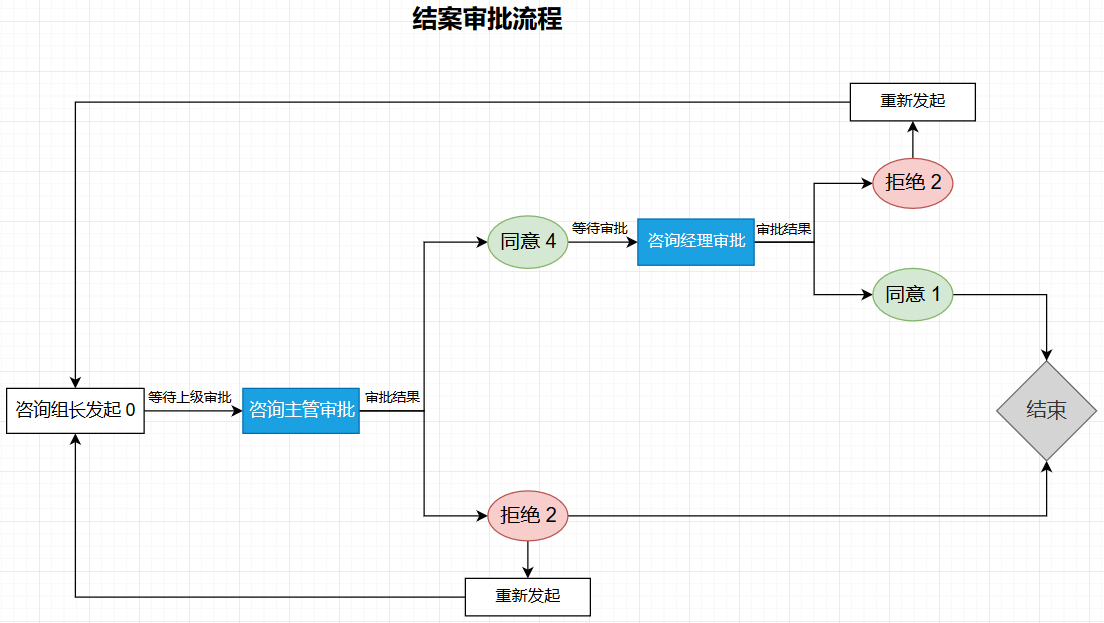 结案审批流程
重新发起
拒绝 2
同意 4
等待审批
咨询经理审批
审批结果
同意 1
咨询组长发起 0
等待上级审批
咨询主管审批
审批结果
结束
拒绝 2
重新发起